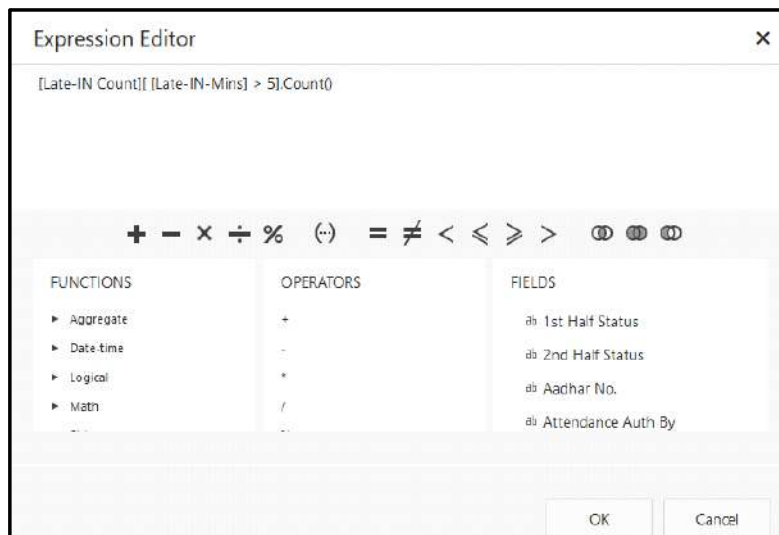 Expression Editor ×
[Late-IN Count][ [Late-IN-Mins] > 5].Count()
+ − × ÷ % (...) = ≠ < ⩽ ⩾ >
FUNCTIONS OPERATORS FIELDS
Aggregate + ab 1st Half Status
Date-time - ab 2nd Half Status
Logical * ab Aadhar No.
Math / ab Attendance Auth By
OK Cancel